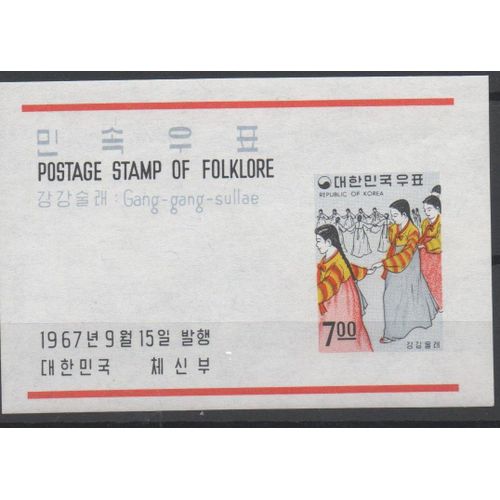 민속우표
POSTAGE STAMP OF FOLKLORE
강강술래 : Gang-gang-sullae
대한민국우표
REPUBLIC OF KOREA
7.00
강강술래
1967년 9월 15일 발행
대한민국 체신부